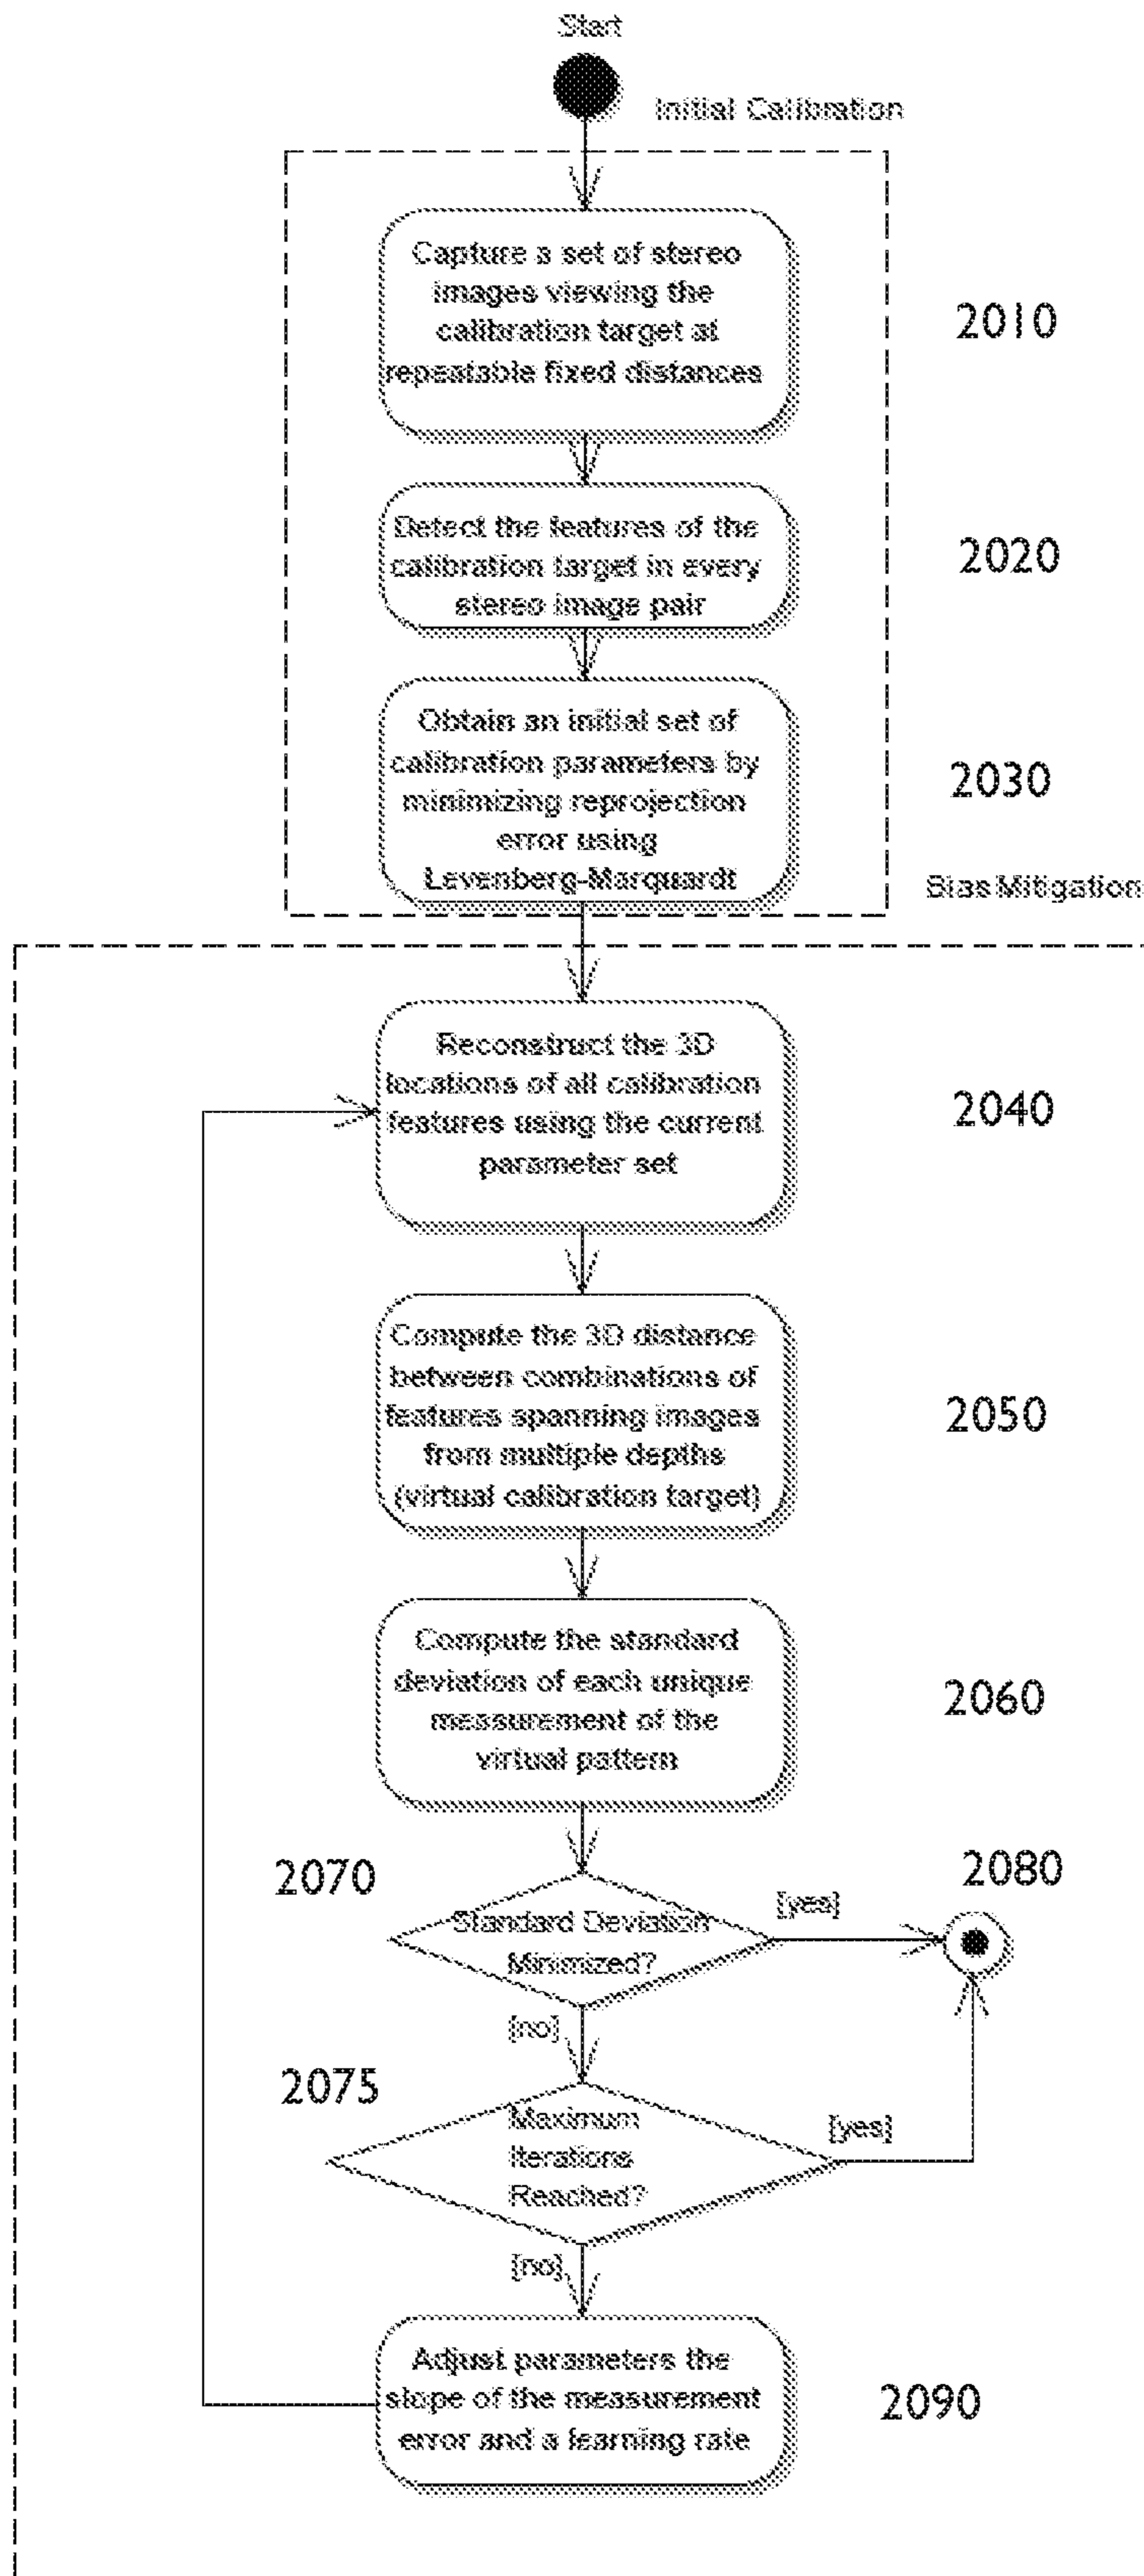 Start
Initial Calibration
Capture a set of stereo
images viewing the
calibration target at
repeatable fixed distances
2010
Detect the features of the
calibration target in every
stereo image pair
2020
Obtain an initial set of
calibration parameters by
minimizing reprojection
error using
Levenberg-Marquardt
2030
Bias Mitigation
Reconstruct the 3D
locations of all calibration
features using the current
parameter set
2040
Compute the 3D distance
between combinations of
features spanning images
from multiple depths
(virtual calibration target)
2050
Compute the standard
deviation of each unique
measurement of the
virtual pattern
2060
2070
2080
Standard Deviation
Minimized?
[yes]
[no]
2075
Maximum
Iterations
Reached?
[yes]
[no]
Adjust parameters the
slope of the measurement
error and a learning rate
2090